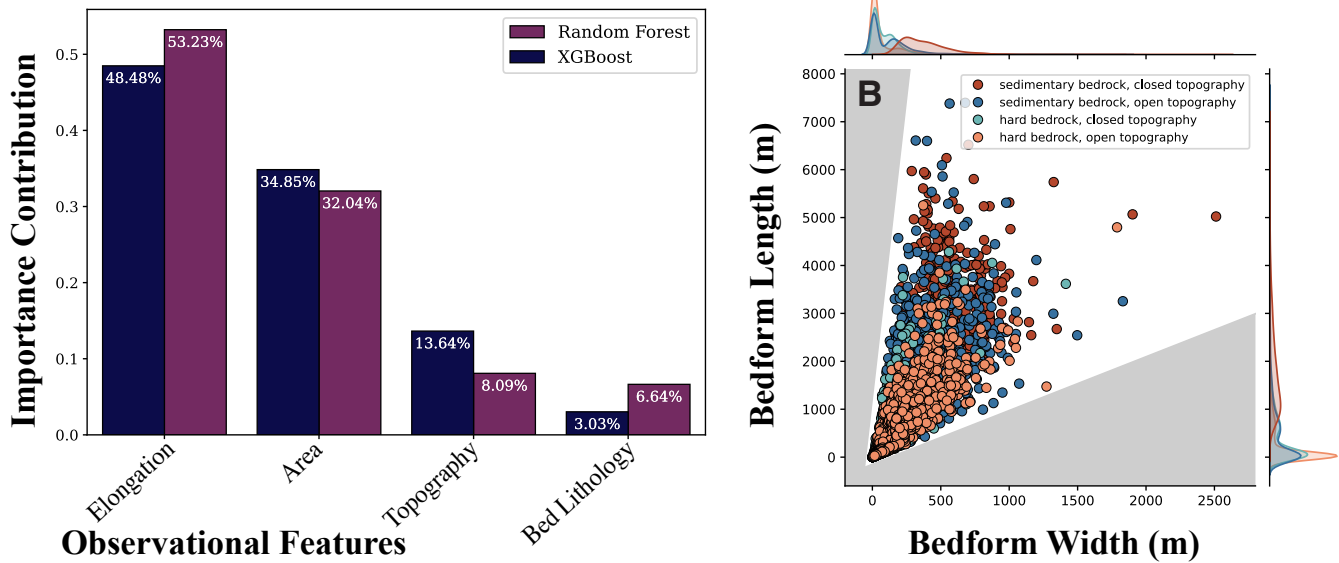 Importance Contribution
0.5
0.4
0.3
0.2
0.1
0.0
Random Forest
XGBoost
48.48%
53.23%
34.85%
32.04%
13.64%
8.09%
3.03%
6.64%
Elongation
Area
Topography
Bed Lithology
Observational Features
B
sedimentary bedrock, closed topography
sedimentary bedrock, open topography
hard bedrock, closed topography
hard bedrock, open topography
Bedform Length (m)
8000
7000
6000
5000
4000
3000
2000
1000
0
0 500 1000 1500 2000 2500
Bedform Width (m)